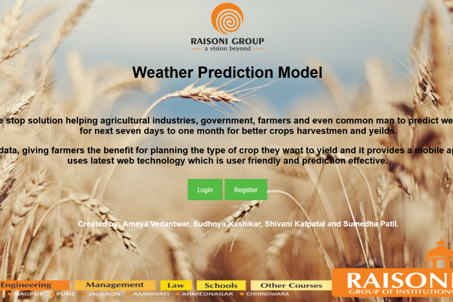 RAISONI GROUP
a vision beyond
Weather Prediction Model
e stop solution helping agricultural industries, government, farmers and even common man to predict we
for next seven days to one month for better crops harvestmen and yeilds.
data, giving farmers the benefit for planning the type of crop they want to yield and it provides a mobile ap
uses latest web technology which is user friendly and prediction effective.
Login Register
Created by: Ameya Vedantwar, Sudhnya Kashikar, Shivani Katpatal and Sumedha Patil.
Engineering Management Law Schools Other Courses
NAGPUR PUNE JALGAON AMRAVATI AHMEDNAGAR CHHINDWARA
RAISONI
GROUP OF INSTITUTIONS